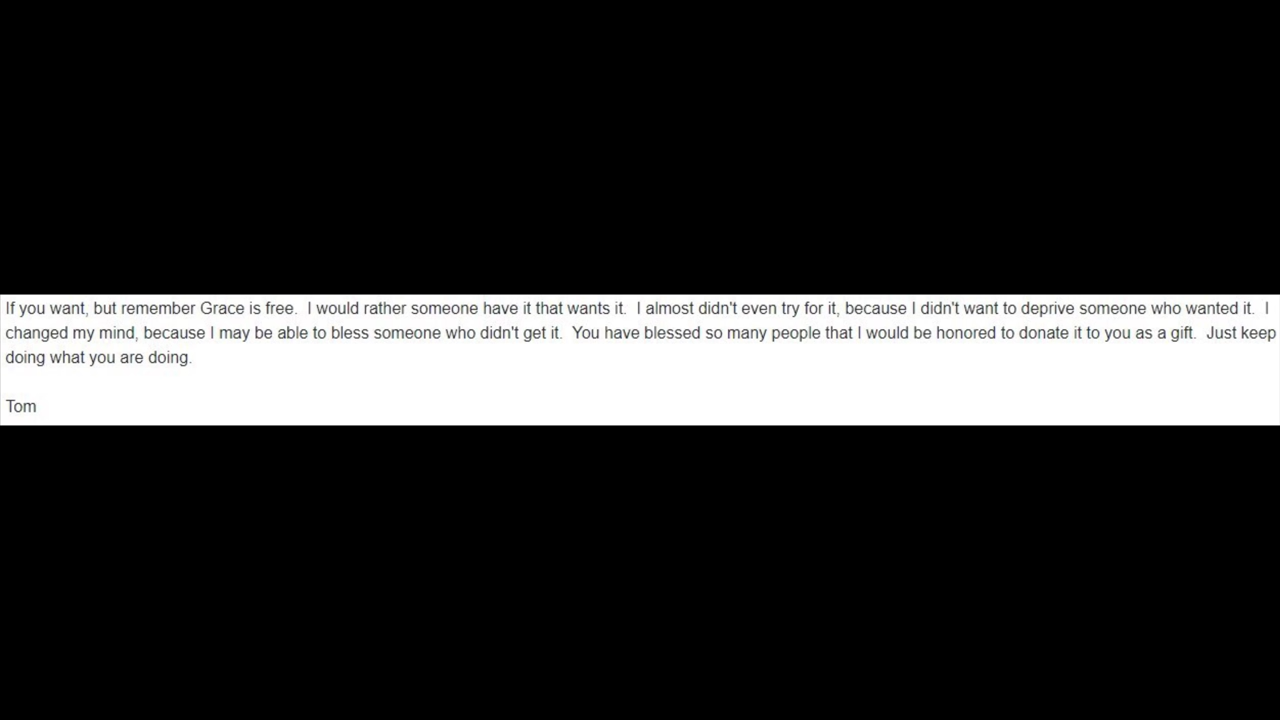 If you want, but remember Grace is free.  I would rather someone have it that wants it.  I almost didn't even try for it, because I didn't want to deprive someone who wanted it.  I
changed my mind, because I may be able to bless someone who didn't get it.  You have blessed so many people that I would be honored to donate it to you as a gift.  Just keep
doing what you are doing.
Tom